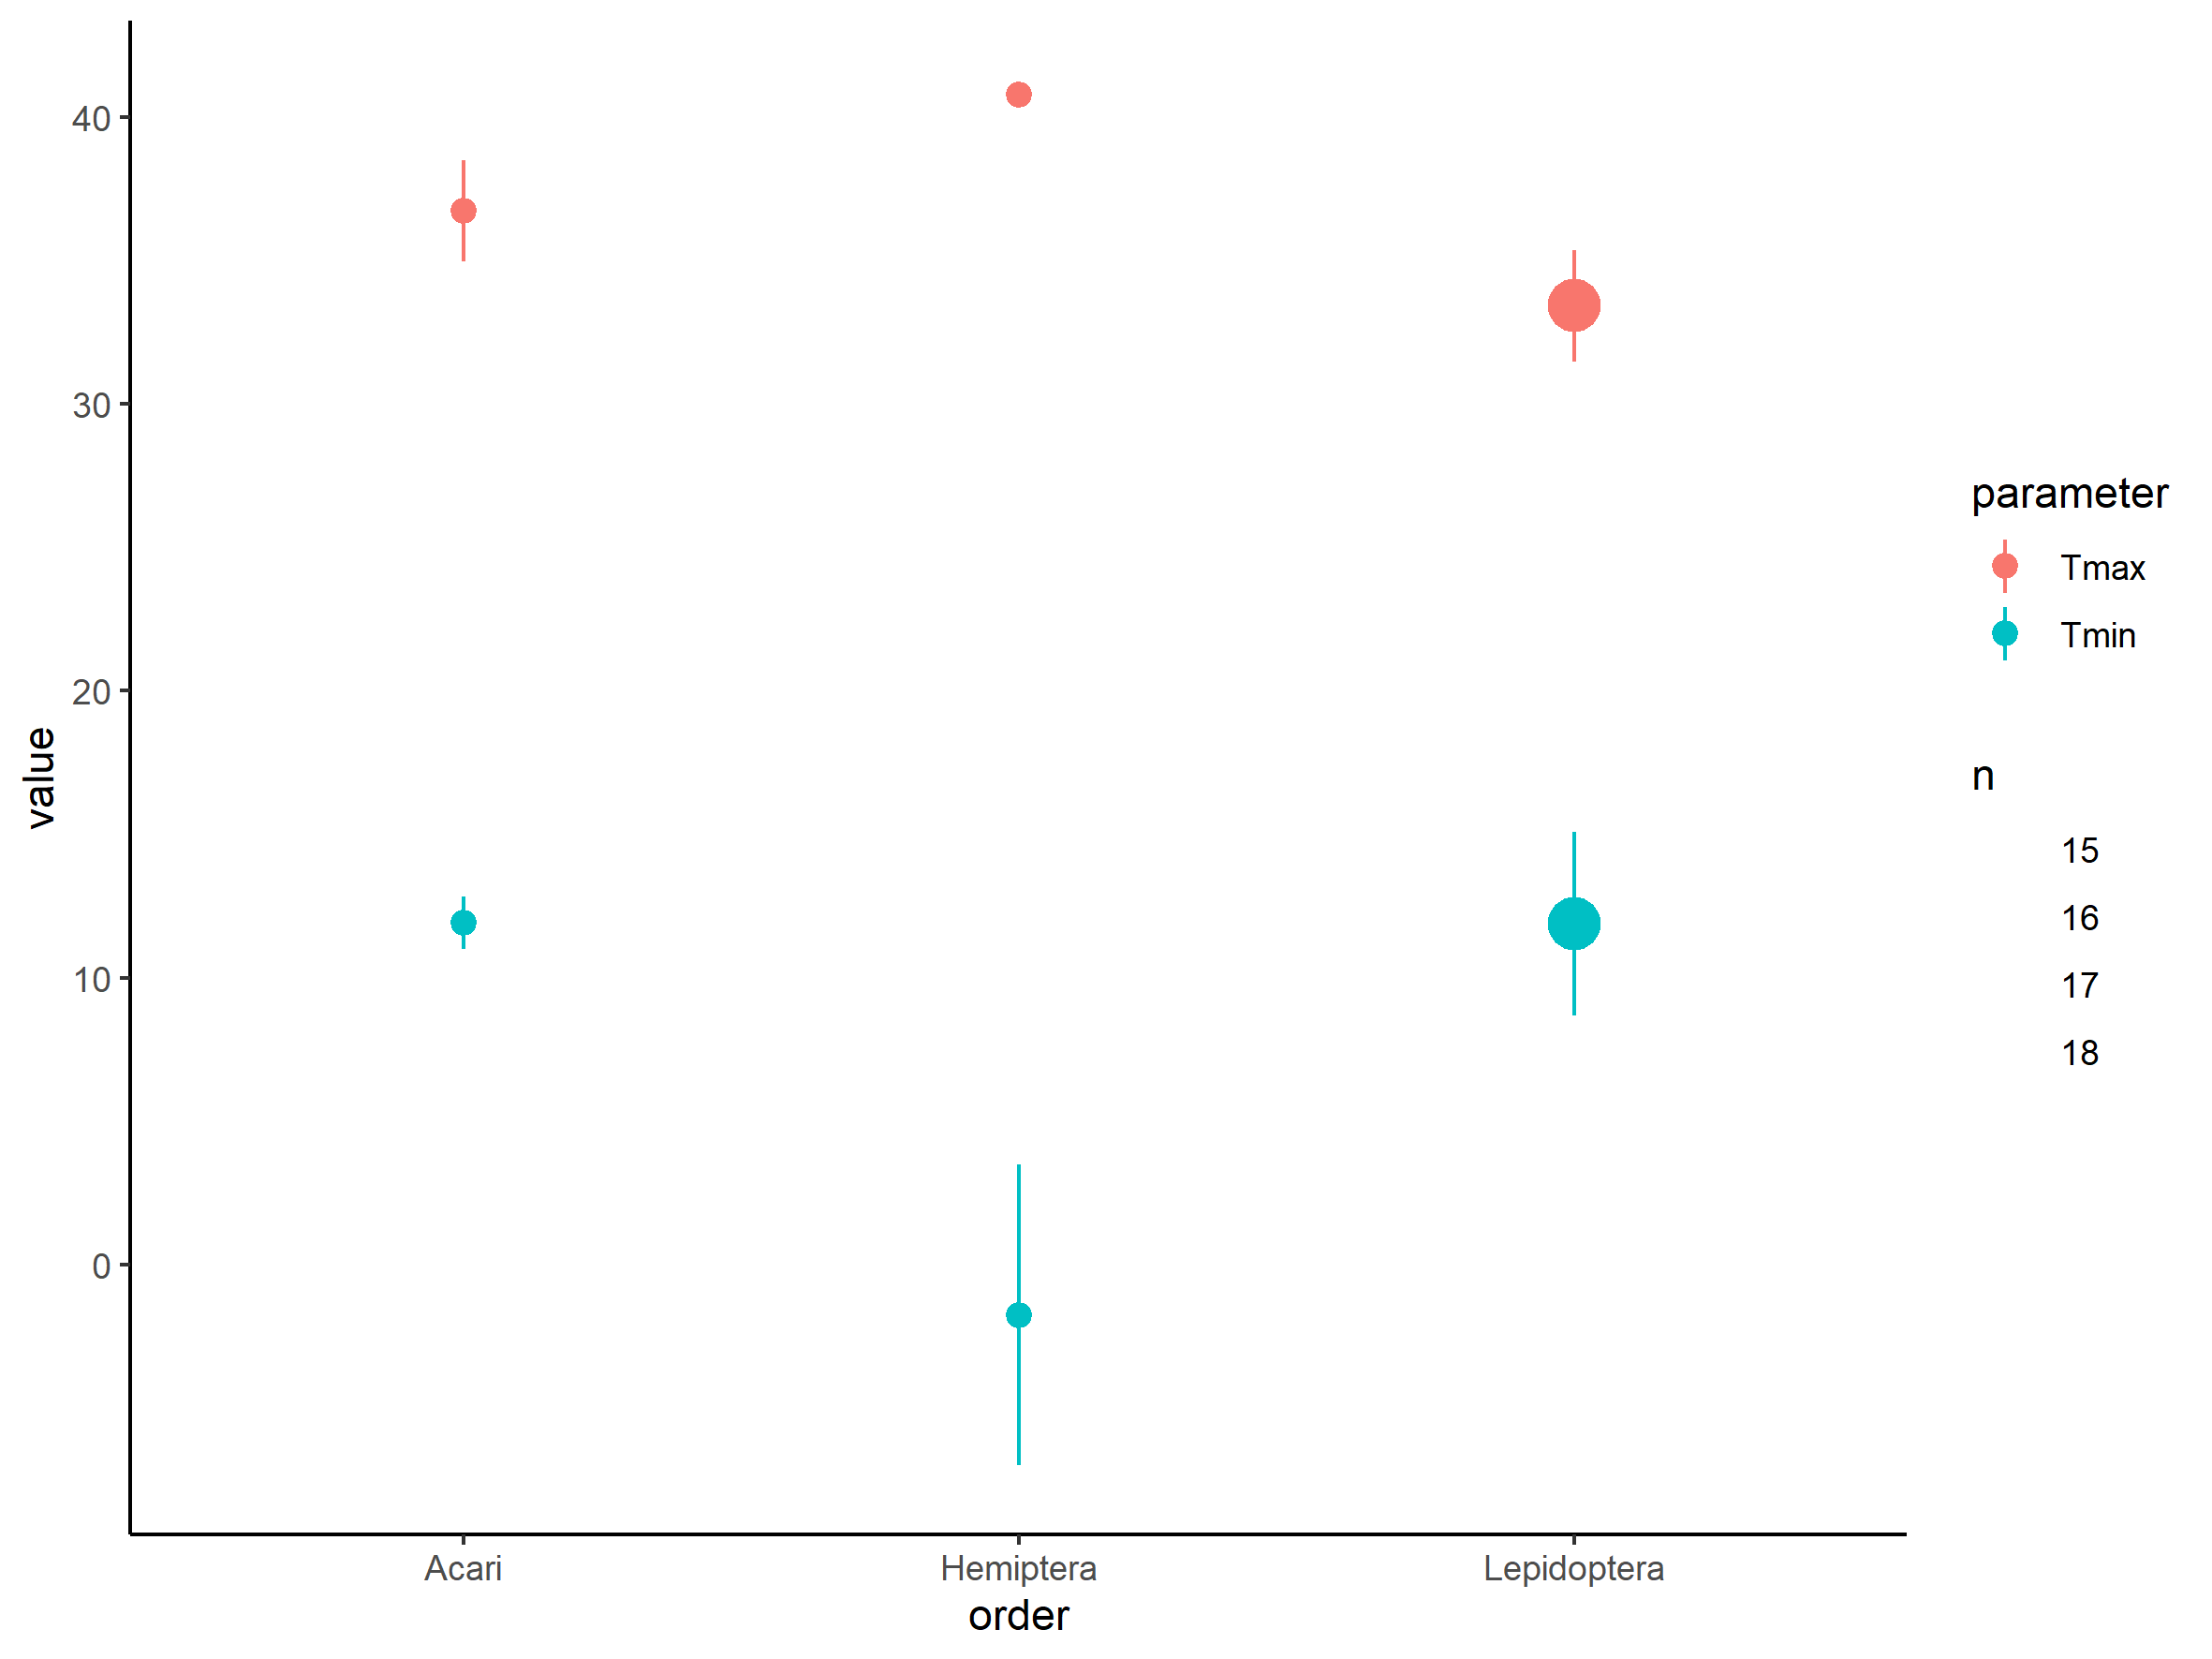 40
30
20
10
0
value
Acari
Hemiptera
Lepidoptera
order
parameter
Tmax
Tmin
n
15
16
17
18